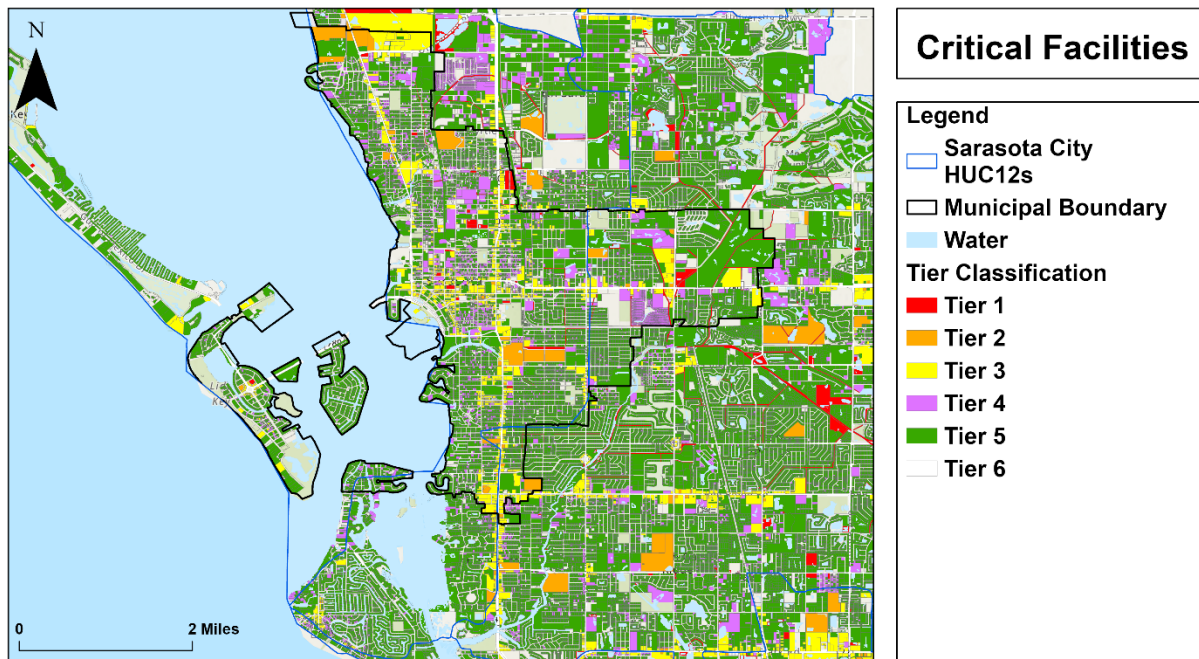 N
Critical Facilities
Legend
Sarasota City
HUC12s
Municipal Boundary
Water
Tier Classification
Tier 1
Tier 2
Tier 3
Tier 4
Tier 5
Tier 6
Key
0
2 Miles